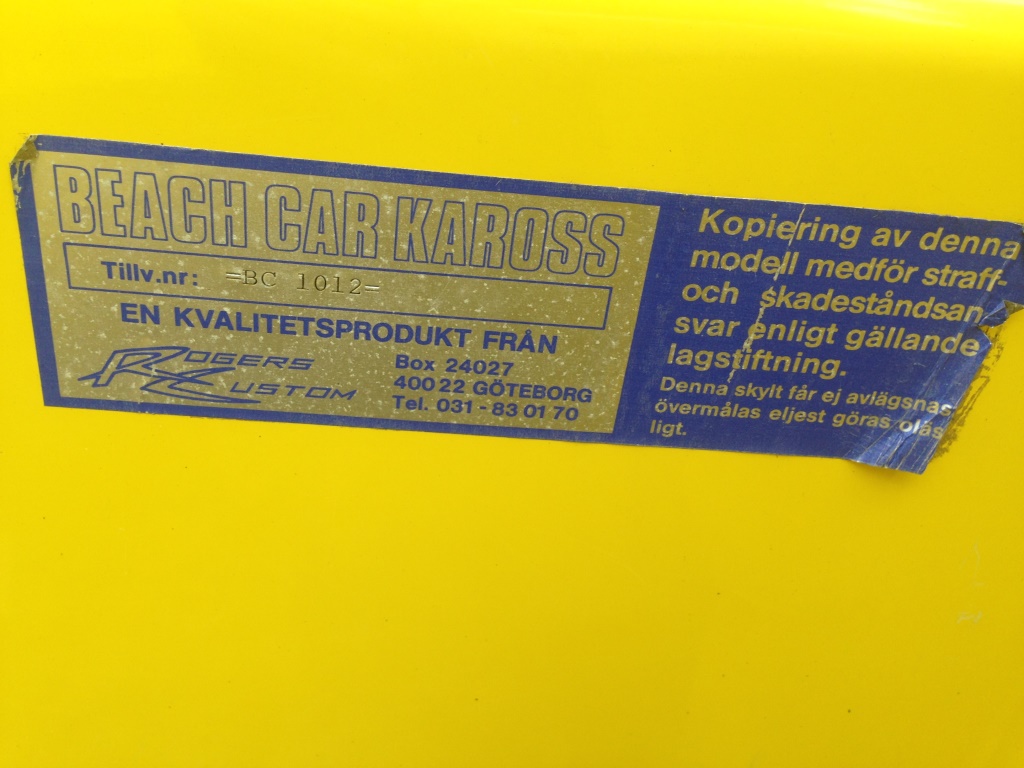 BEACH CAR KAROSS
Tillv.nr: =BC 1012=
EN KVALITETSPRODUKT FRÅN
ROGERS CUSTOM
Box 24027
400 22 GÖTEBORG
Tel. 031 - 83 01 70
Kopiering av denna
modell medför straff-
och skadeståndsan
svar enligt gällande
lagstiftning.
Denna skylt får ej avlägsnas
övermålas eljest göras oläs
ligt.